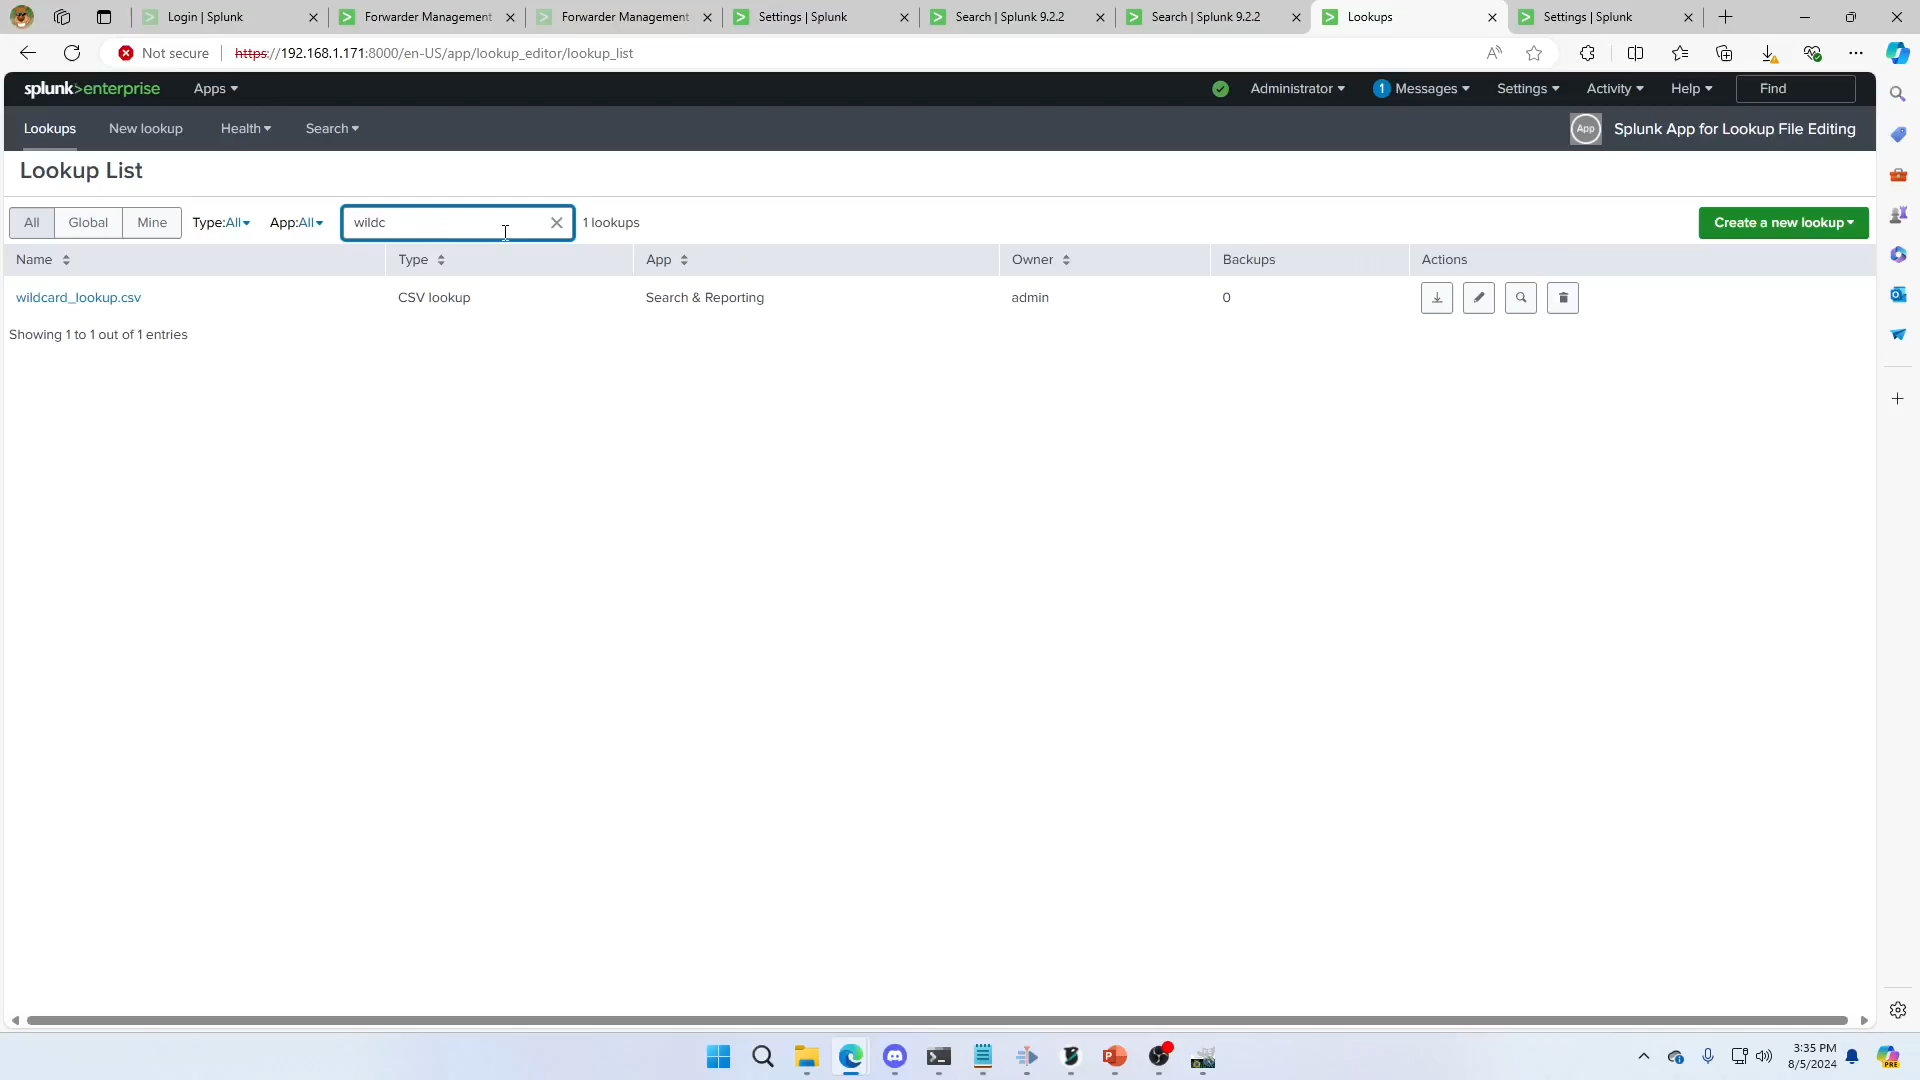 Login | Splunk
Forwarder Management
Forwarder Management
Settings | Splunk
Search | Splunk 9.2.2
Search | Splunk 9.2.2
Lookups
Settings | Splunk
Not secure
https://192.168.1.171:8000/en-US/app/lookup_editor/lookup_list
splunk>enterprise
Apps
Administrator
1 Messages
Settings
Activity
Help
Find
Lookups
New lookup
Health
Search
App
Splunk App for Lookup File Editing
Lookup List
All
Global
Mine
Type:All
App:All
wildc
1 lookups
Create a new lookup
Name
Type
App
Owner
Backups
Actions
wildcard_lookup.csv
CSV lookup
Search & Reporting
admin
0
Showing 1 to 1 out of 1 entries
3:35 PM
8/5/2024
PRE